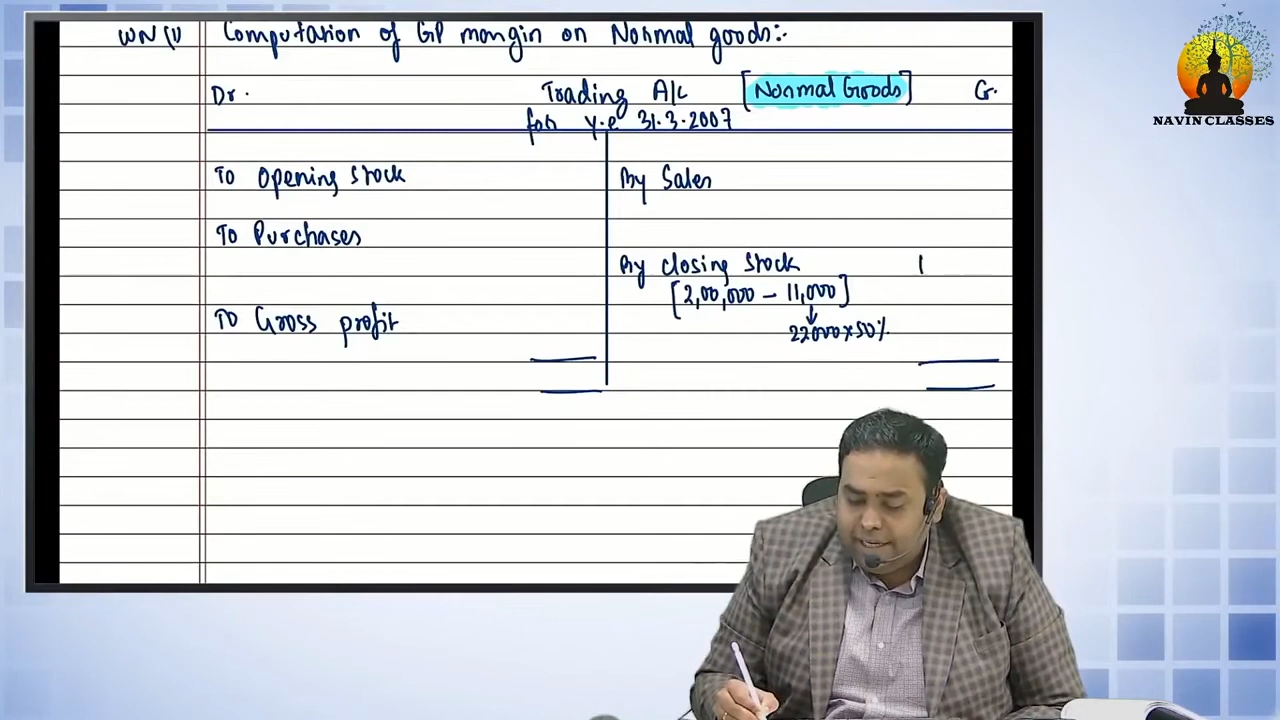 WN (1) Computation of GP margin on Normal goods:-
Dr. Trading A/c [Normal Goods] Cr.
for y.e 31.3.2007
To Opening Stock By Sales
To Purchases
By Closing Stock 1
[2,00,000 - 11,000]
To Gross profit
22000x50%
NAVIN CLASSES